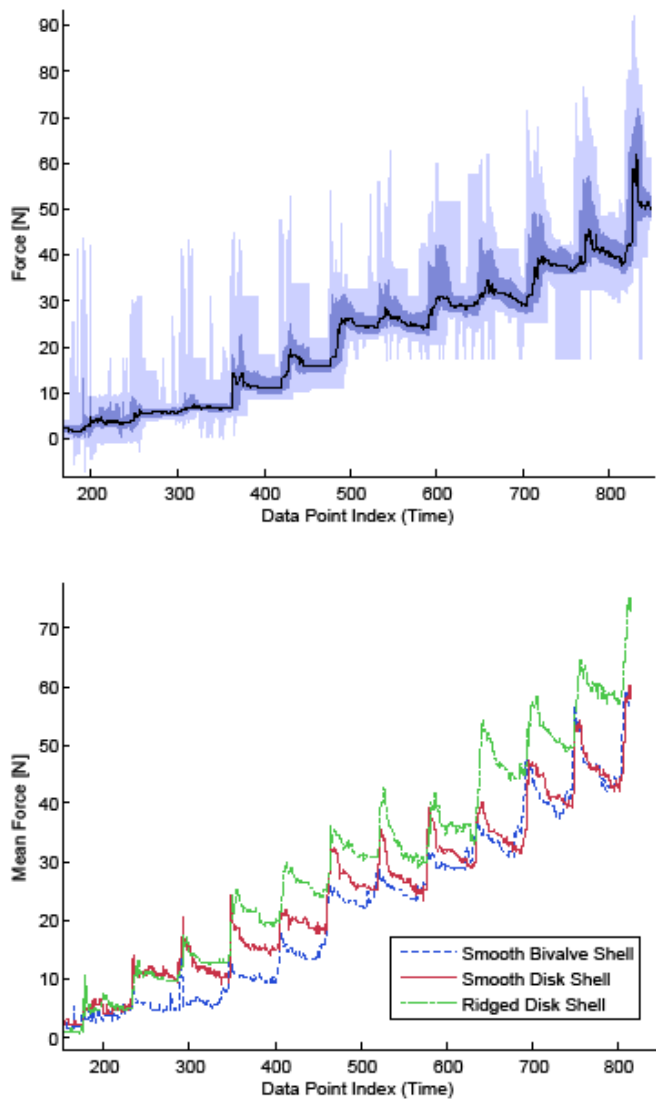 90
80
70
60
50
40
30
20
10
0
Force [N]
200 300 400 500 600 700 800
Data Point Index (Time)
70
60
50
40
30
20
10
0
Mean Force [N]
Smooth Bivalve Shell
Smooth Disk Shell
Ridged Disk Shell
200 300 400 500 600 700 800
Data Point Index (Time)